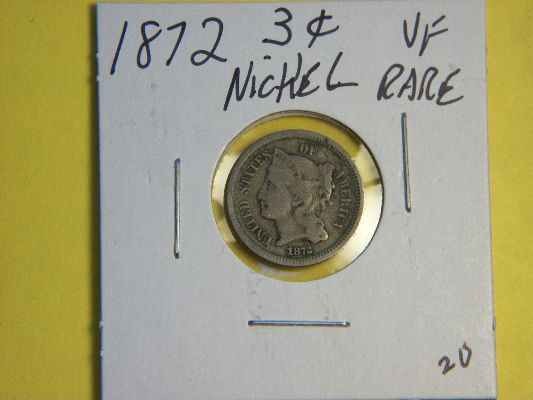 1872 3¢ VF
NICKEL RARE
UNITED STATES OF AMERICA
1872
20